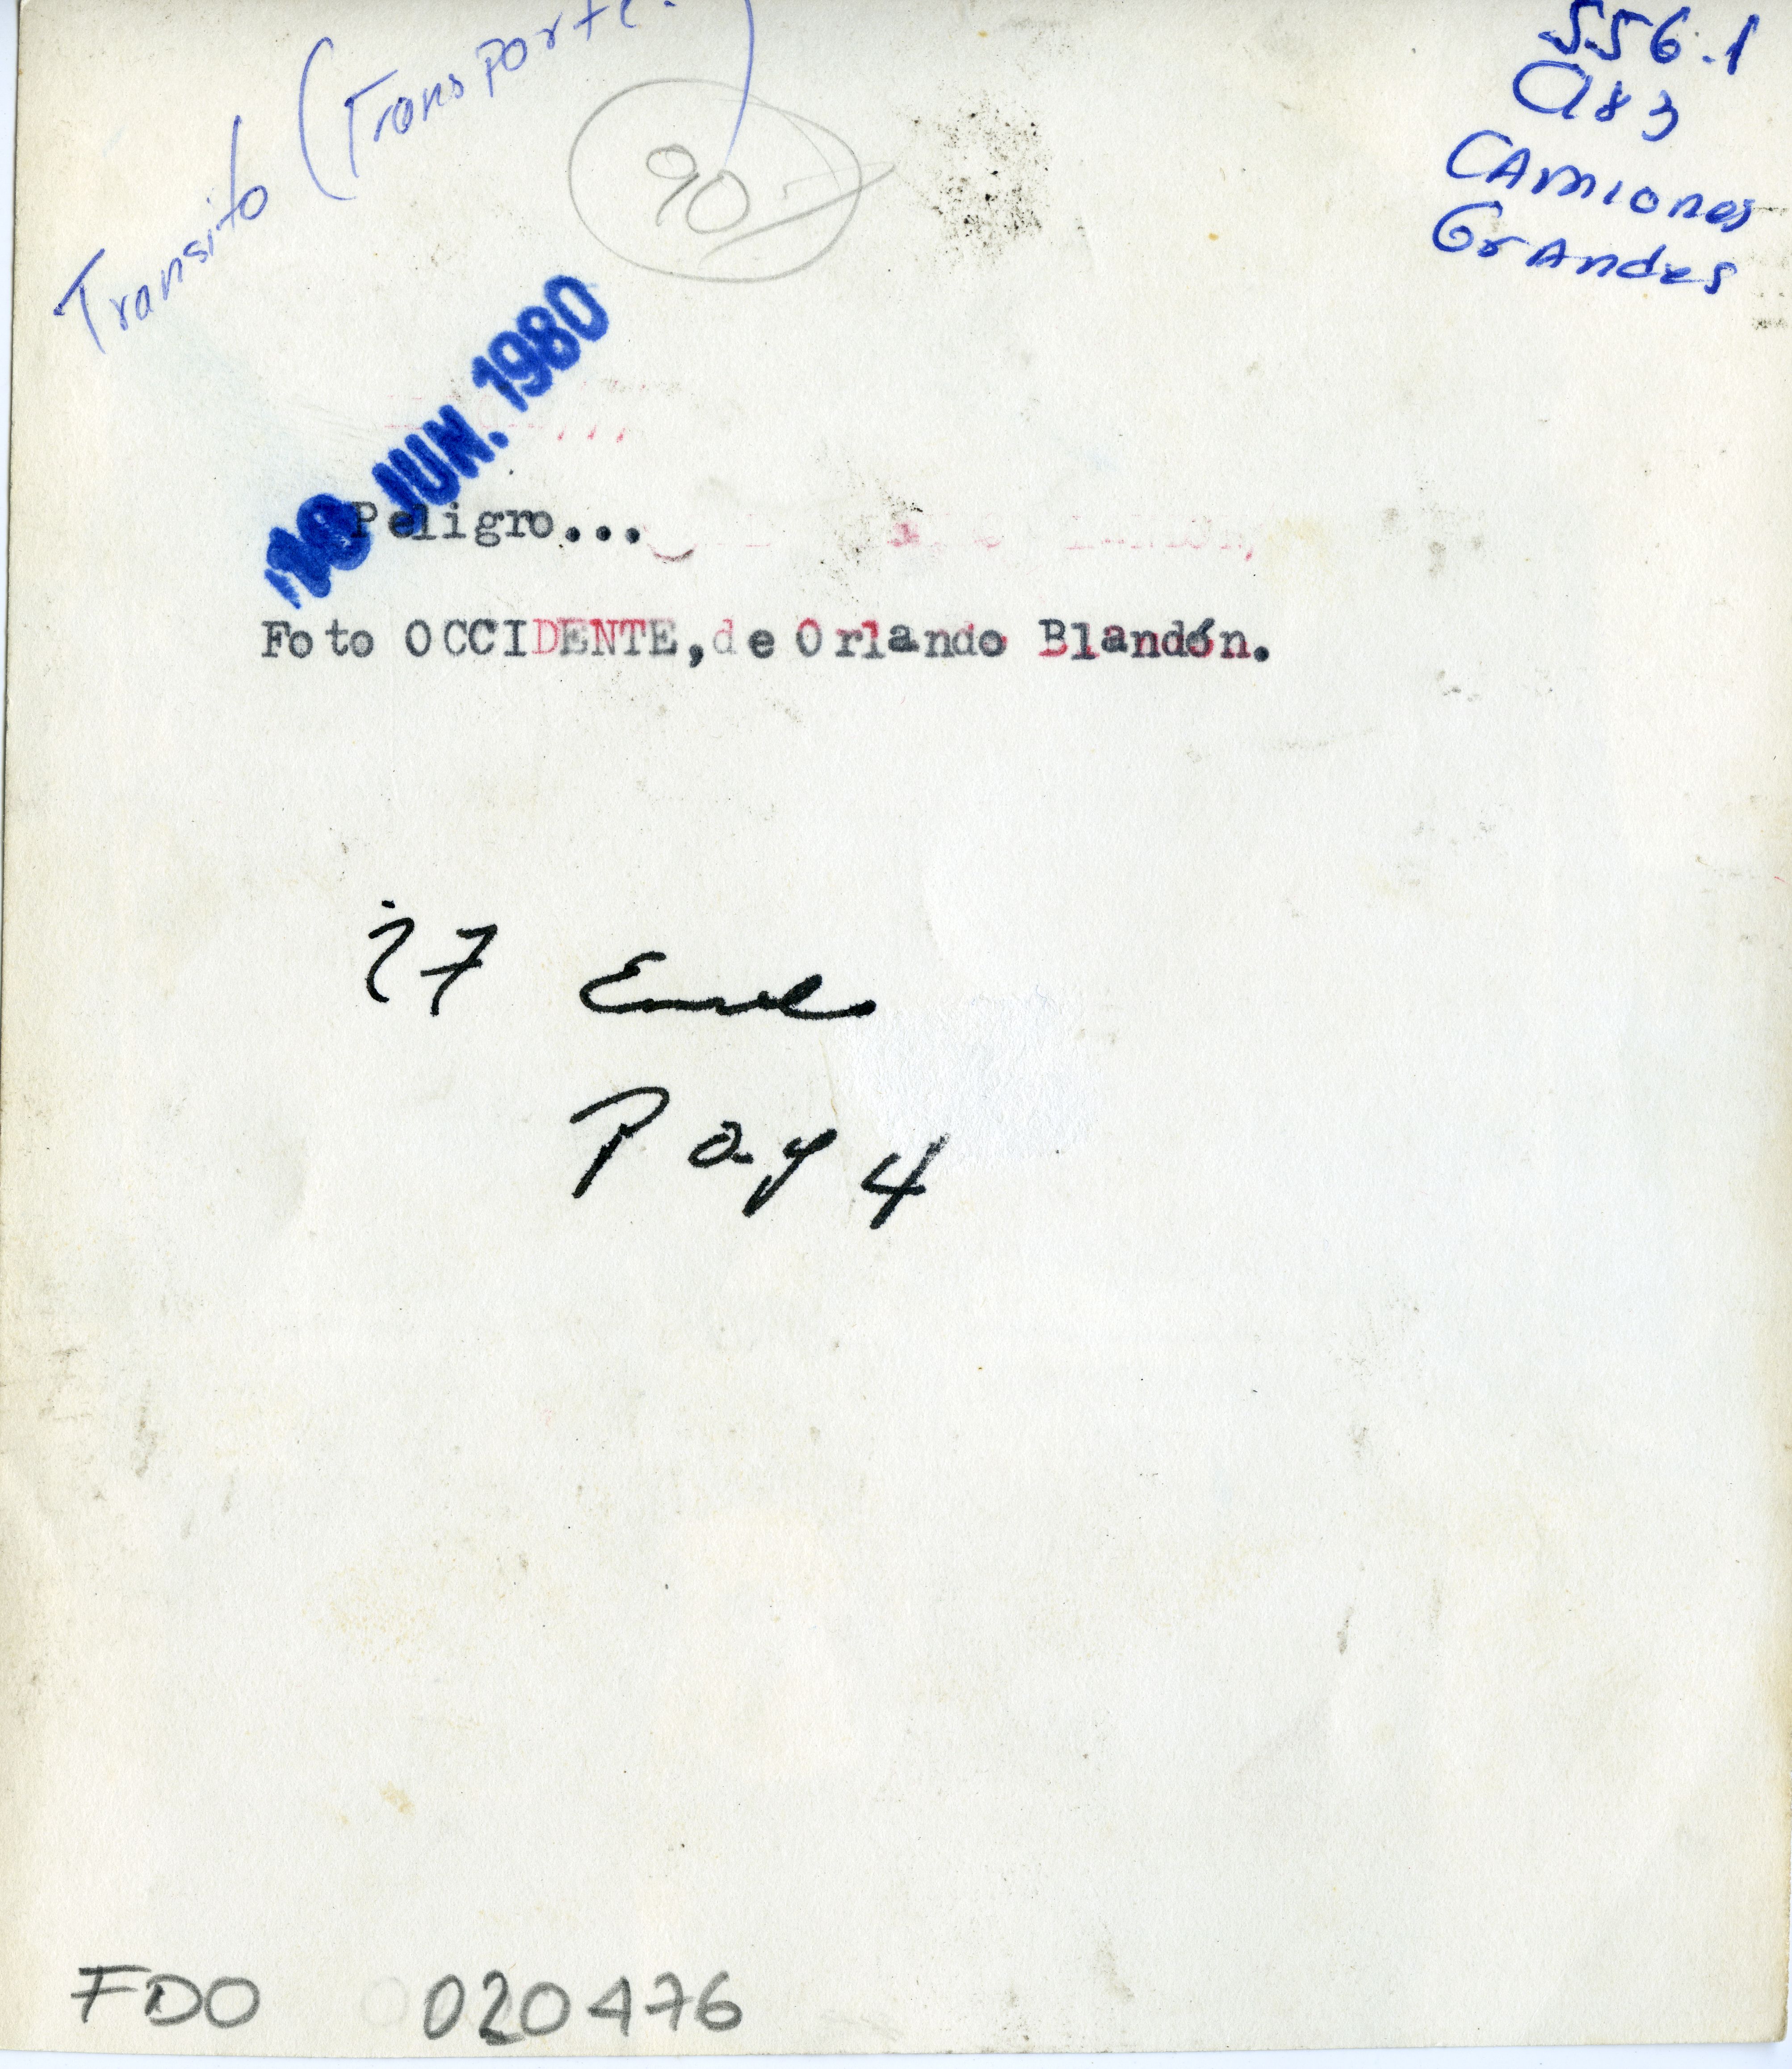 Transito (Transporte.)
556.1
a83
CAmiones
GrAndes
90
JUN. 1980
Peligro...
Foto OCCIDENTE, de Orlando Blandón.
27
Pag 4
FDO 020476